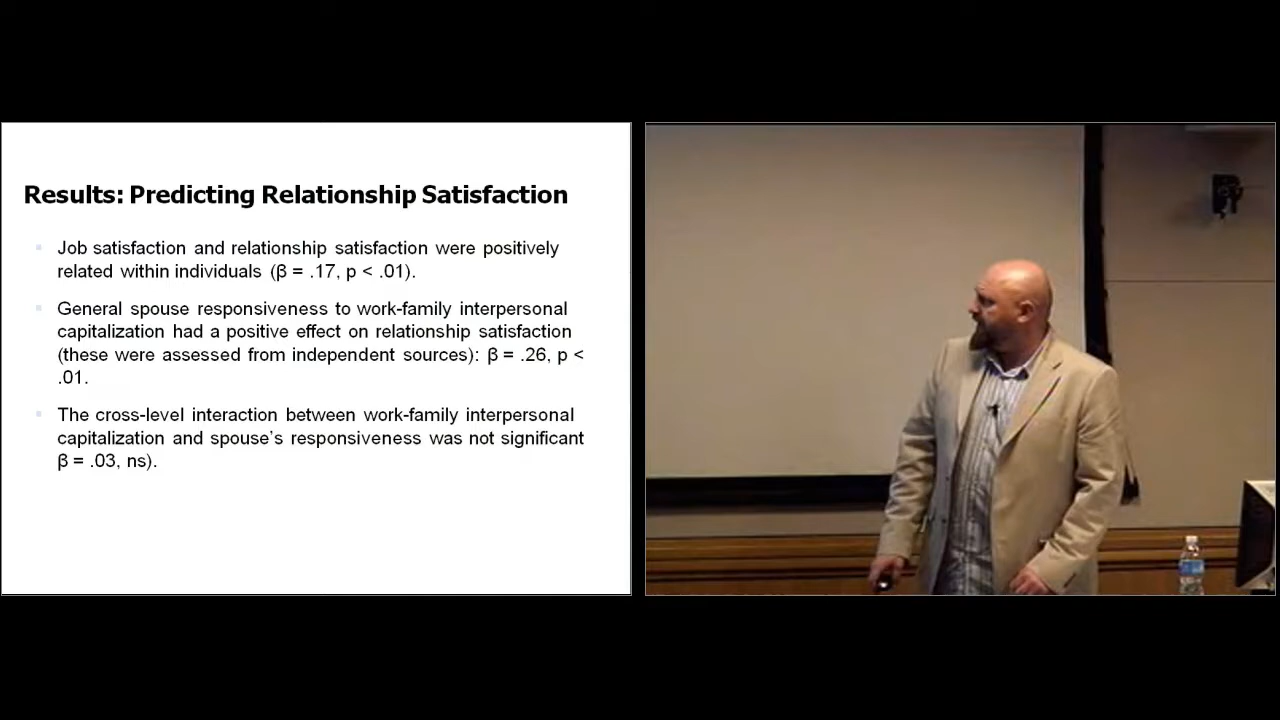 Results: Predicting Relationship Satisfaction
Job satisfaction and relationship satisfaction were positively
related within individuals (β = .17, p < .01).
General spouse responsiveness to work-family interpersonal
capitalization had a positive effect on relationship satisfaction
(these were assessed from independent sources): β = .26, p <
.01.
The cross-level interaction between work-family interpersonal
capitalization and spouse's responsiveness was not significant
β = .03, ns).